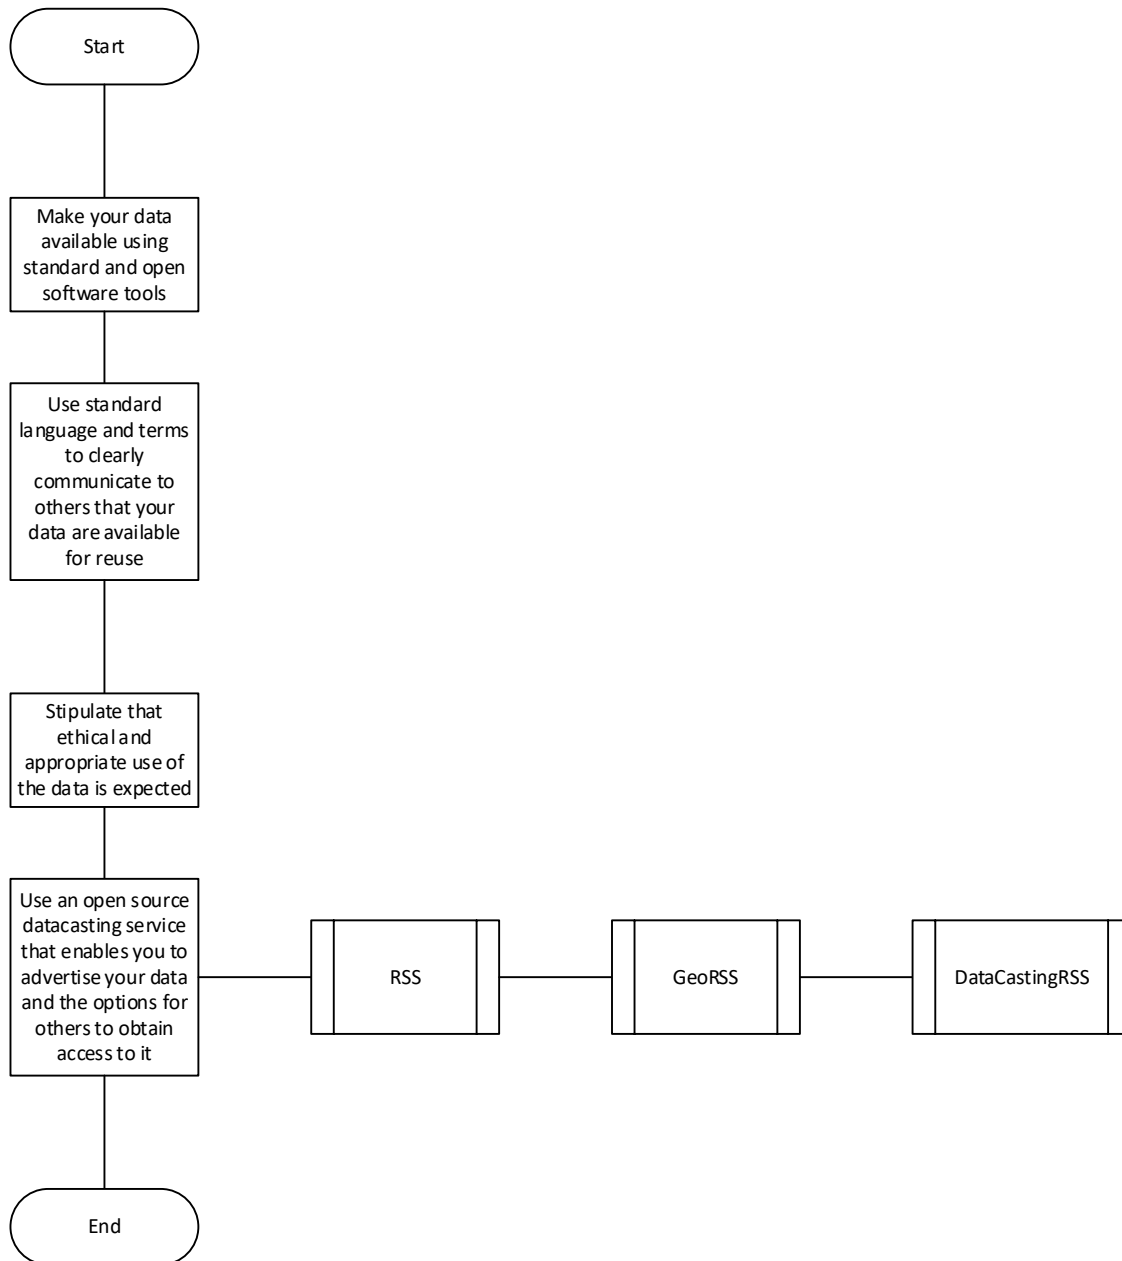 Start
Make your data
available using
standard and open
software tools
Use standard
language and terms
to clearly
communicate to
others that your
data are available
for reuse
Stipulate that
ethical and
appropriate use of
the data is expected
Use an open source
datacasting service
that enables you to
advertise your data
and the options for
others to obtain
access to it
RSS
GeoRSS
DataCastingRSS
End